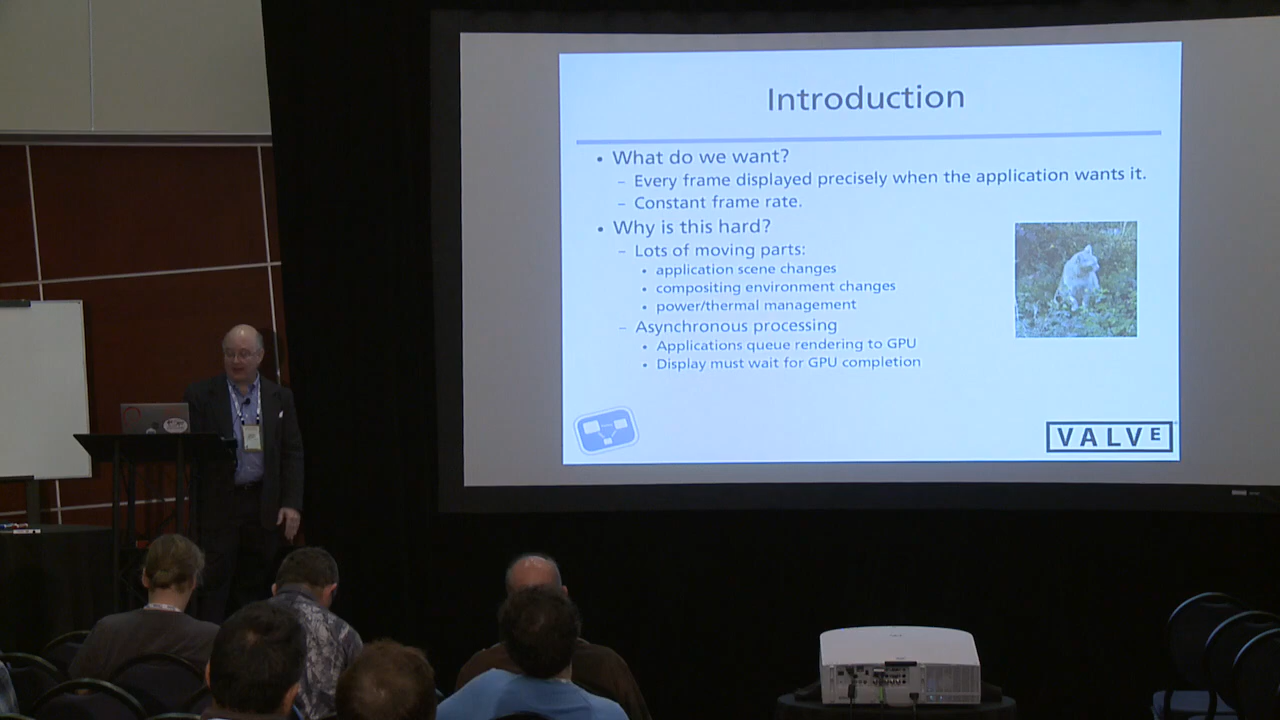 Introduction
• What do we want?
– Every frame displayed precisely when the application wants it.
– Constant frame rate.
• Why is this hard?
– Lots of moving parts:
• application scene changes
• compositing environment changes
• power/thermal management
– Asynchronous processing
• Applications queue rendering to GPU
• Display must wait for GPU completion
VALVE